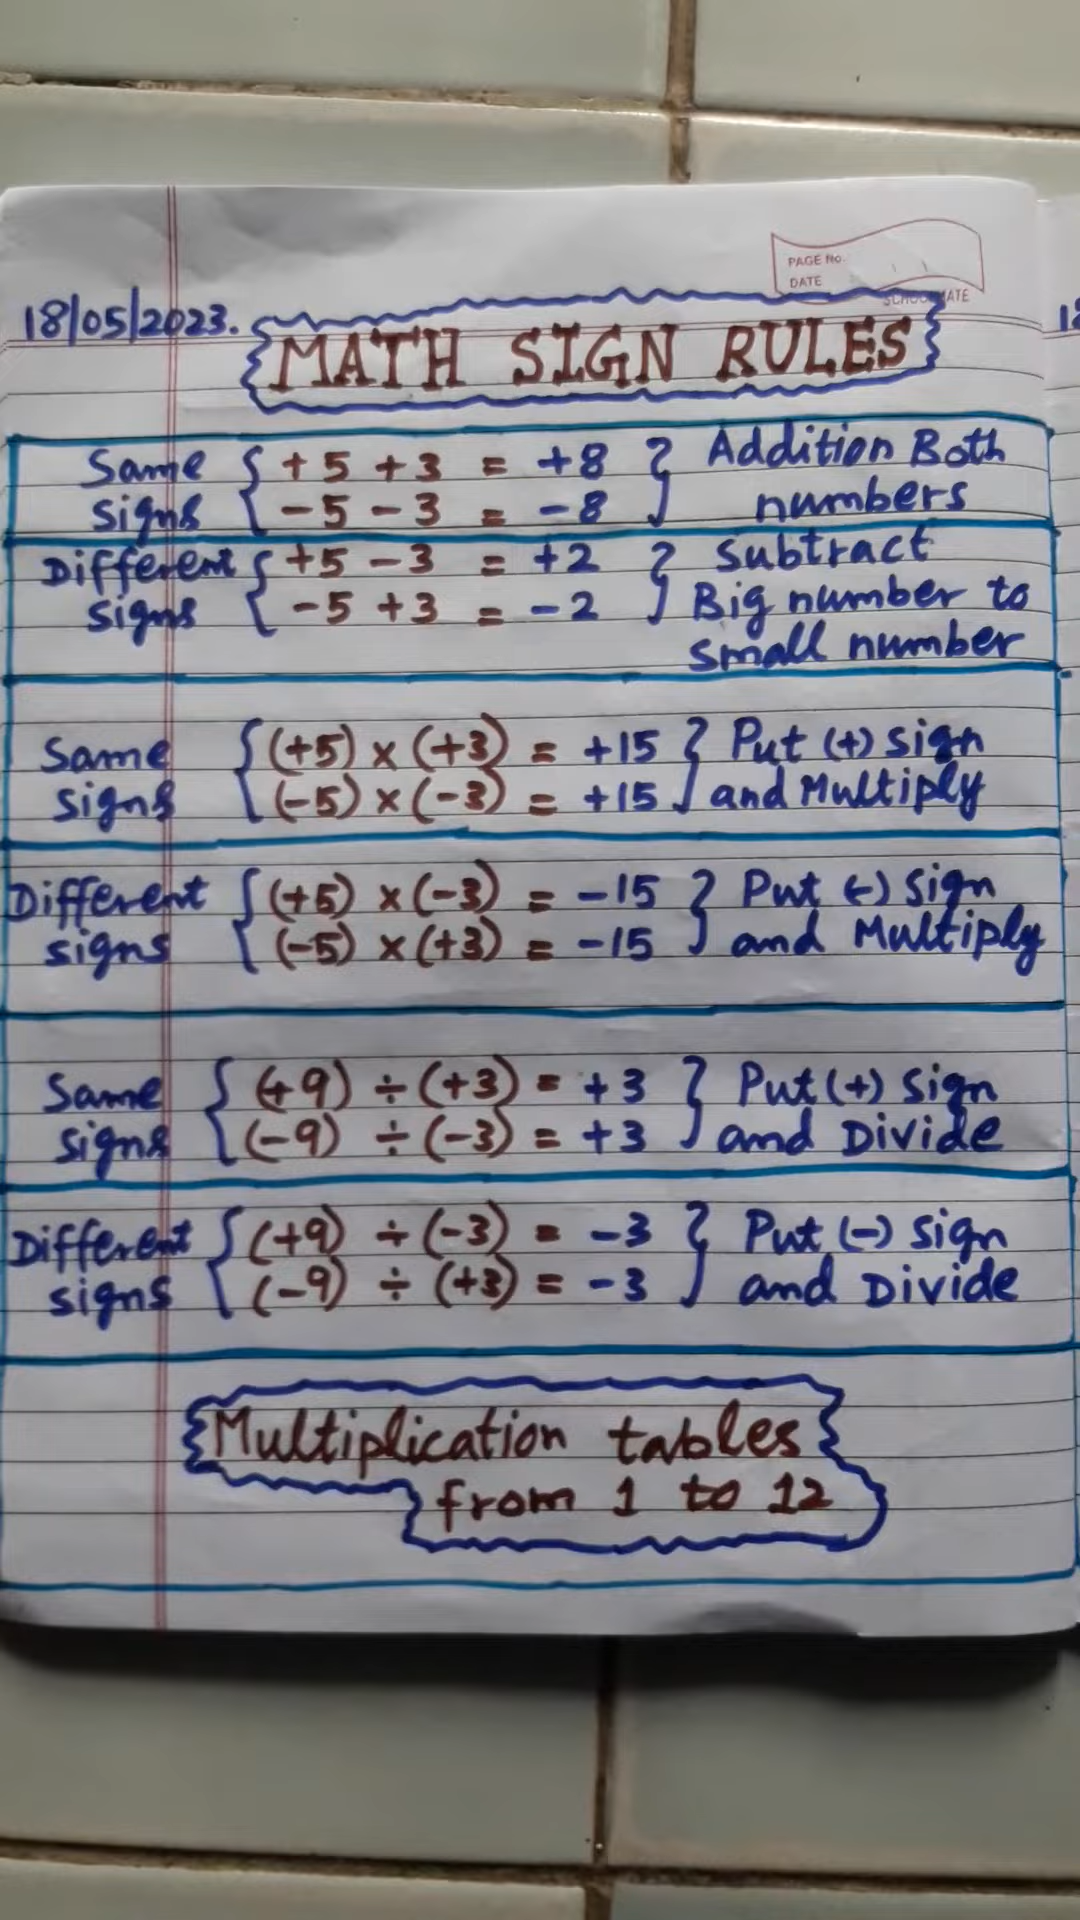 PAGE No.
DATE
18/05/2023.
MATH SIGN RULES
Same signs { +5 +3 = +8 } Addition Both numbers
-5 -3 = -8
Different signs { +5 -3 = +2 } Subtract Big number to small number
-5 +3 = -2
Same signs { (+5) × (+3) = +15 } Put (+) sign and Multiply
(-5) × (-3) = +15
Different signs { (+5) × (-3) = -15 } Put (-) sign and Multiply
(-5) × (+3) = -15
Same signs { (+9) ÷ (+3) = +3 } Put (+) sign and Divide
(-9) ÷ (-3) = +3
Different signs { (+9) ÷ (-3) = -3 } Put (-) sign and Divide
(-9) ÷ (+3) = -3
Multiplication tables
from 1 to 12